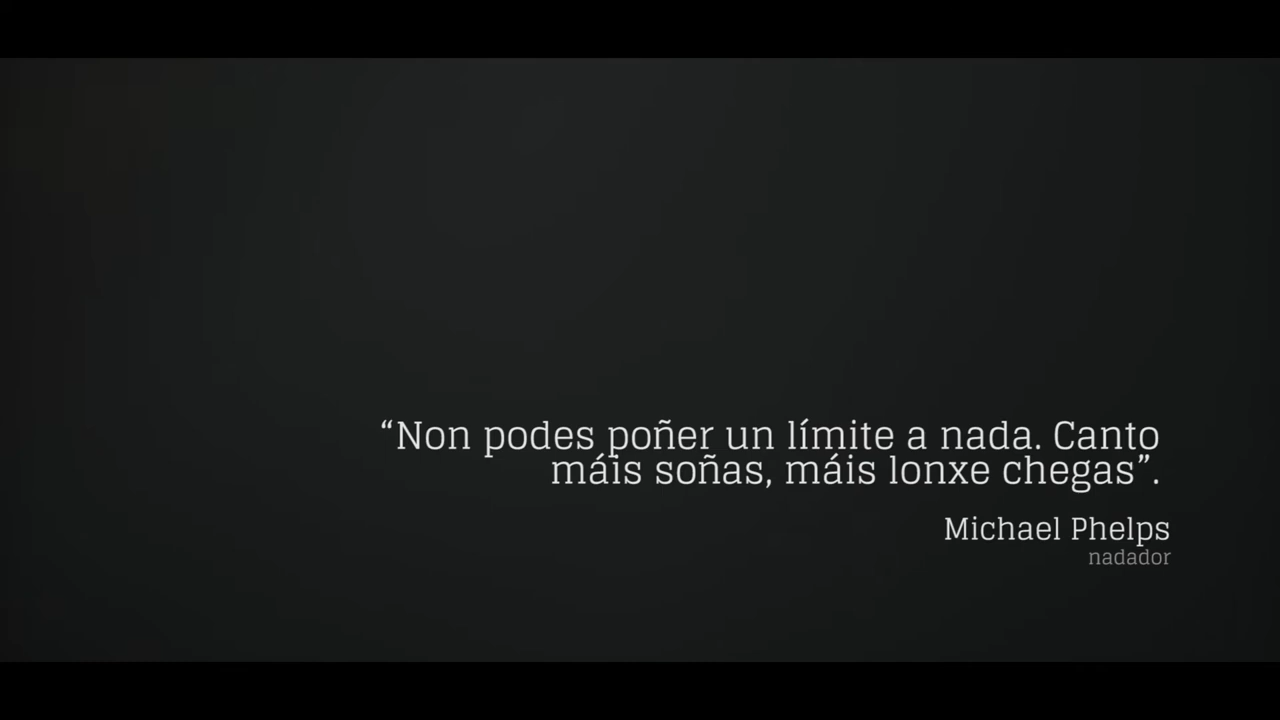 “Non podes poñer un límite a nada. Canto
máis soñas, máis lonxe chegas”.
Michael Phelps
nadador